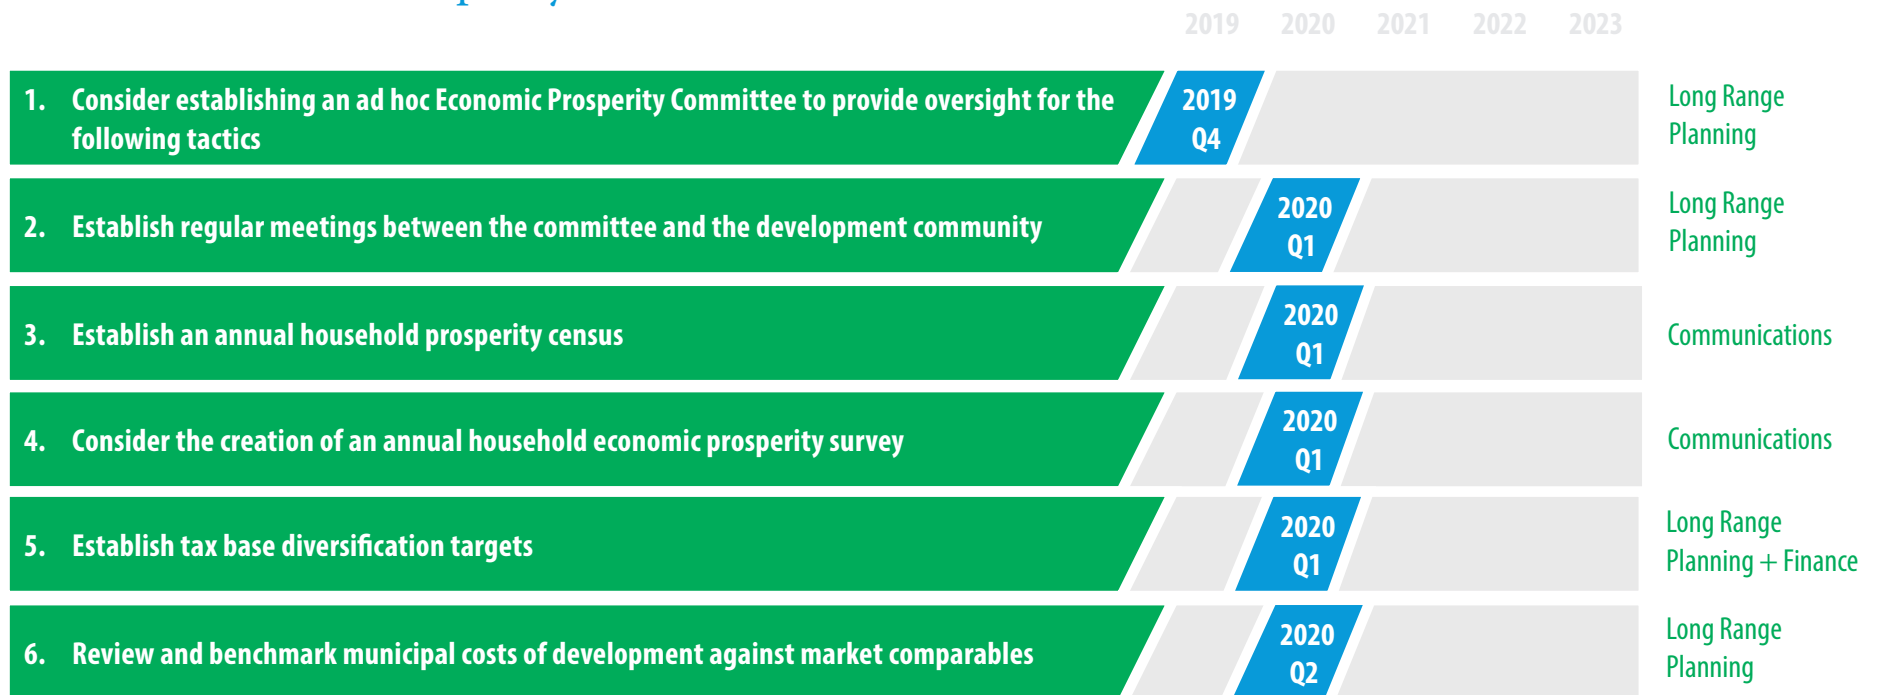 2019 2020 2021 2022 2023
1. Consider establishing an ad hoc Economic Prosperity Committee to provide oversight for the
following tactics
2019
Q4
Long Range
Planning
2. Establish regular meetings between the committee and the development community
2020
Q1
Long Range
Planning
3. Establish an annual household prosperity census
2020
Q1
Communications
4. Consider the creation of an annual household economic prosperity survey
2020
Q1
Communications
5. Establish tax base diversification targets
2020
Q1
Long Range
Planning + Finance
6. Review and benchmark municipal costs of development against market comparables
2020
Q2
Long Range
Planning